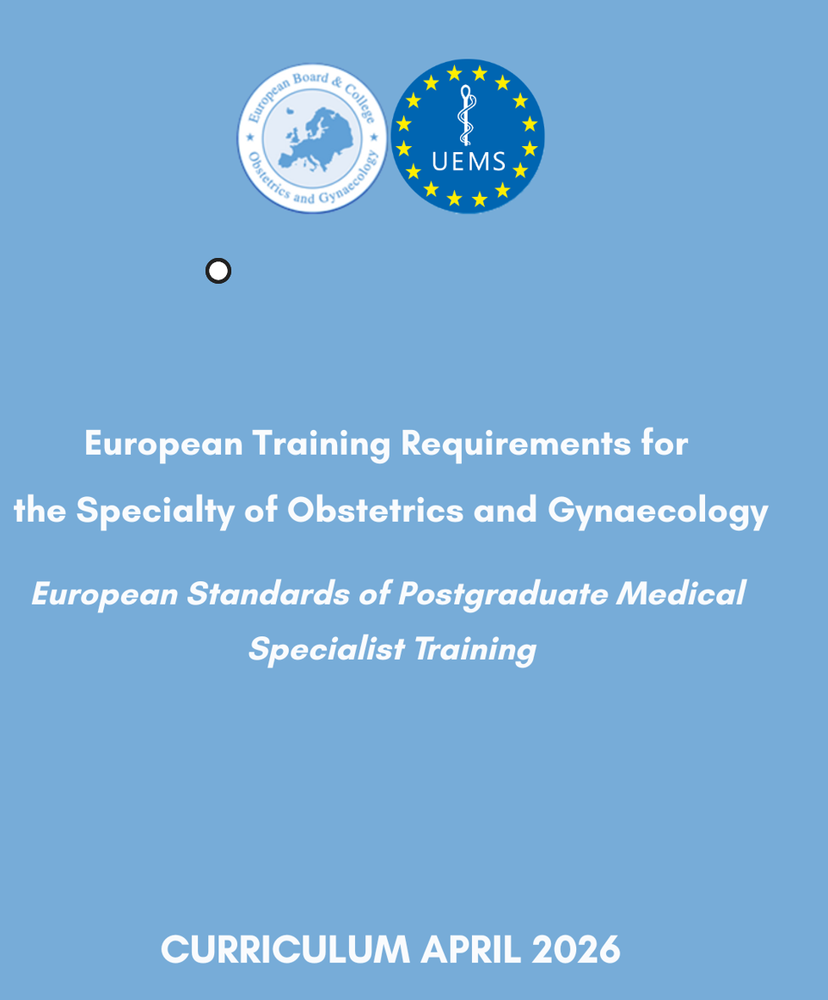 European Board & College
Obstetrics and Gynaecology
UEMS
European Training Requirements for
the Specialty of Obstetrics and Gynaecology
European Standards of Postgraduate Medical
Specialist Training
CURRICULUM APRIL 2026